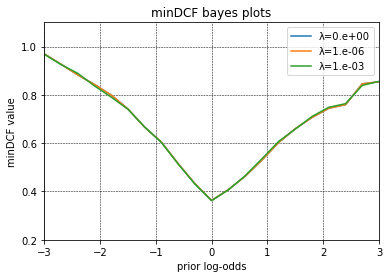 minDCF bayes plots
λ=0.e+00
λ=1.e-06
λ=1.e-03
minDCF value
1.0
0.8
0.6
0.4
0.2
−3
−2
−1
0
1
2
3
prior log-odds